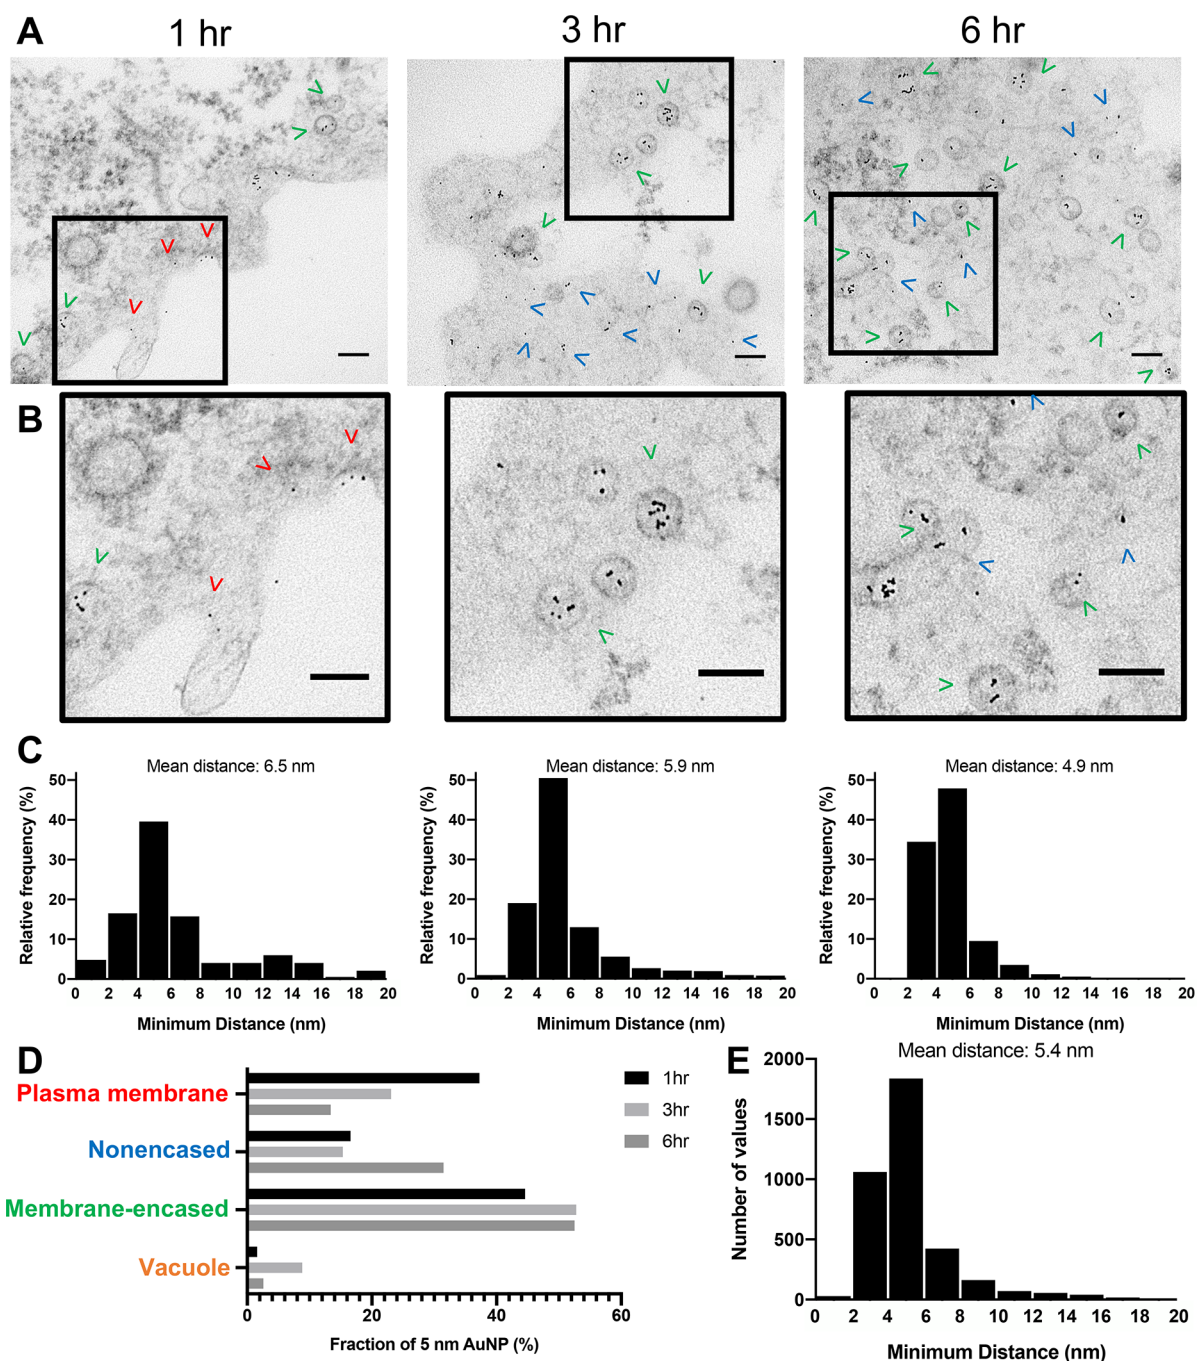 A
1 hr
3 hr
6 hr
B
C
Mean distance: 6.5 nm
Relative frequency (%)
50
40
30
20
10
0
0 2 4 6 8 10 12 14 16 18 20
Minimum Distance (nm)
Mean distance: 5.9 nm
Relative frequency (%)
50
40
30
20
10
0
0 2 4 6 8 10 12 14 16 18 20
Minimum Distance (nm)
Mean distance: 4.9 nm
Relative frequency (%)
50
40
30
20
10
0
0 2 4 6 8 10 12 14 16 18 20
Minimum Distance (nm)
D
Plasma membrane
Nonencased
Membrane-encased
Vacuole
1hr
3hr
6hr
0 20 40 60
Fraction of 5 nm AuNP (%)
E
Mean distance: 5.4 nm
Number of values
2000
1500
1000
500
0
0 2 4 6 8 10 12 14 16 18 20
Minimum Distance (nm)